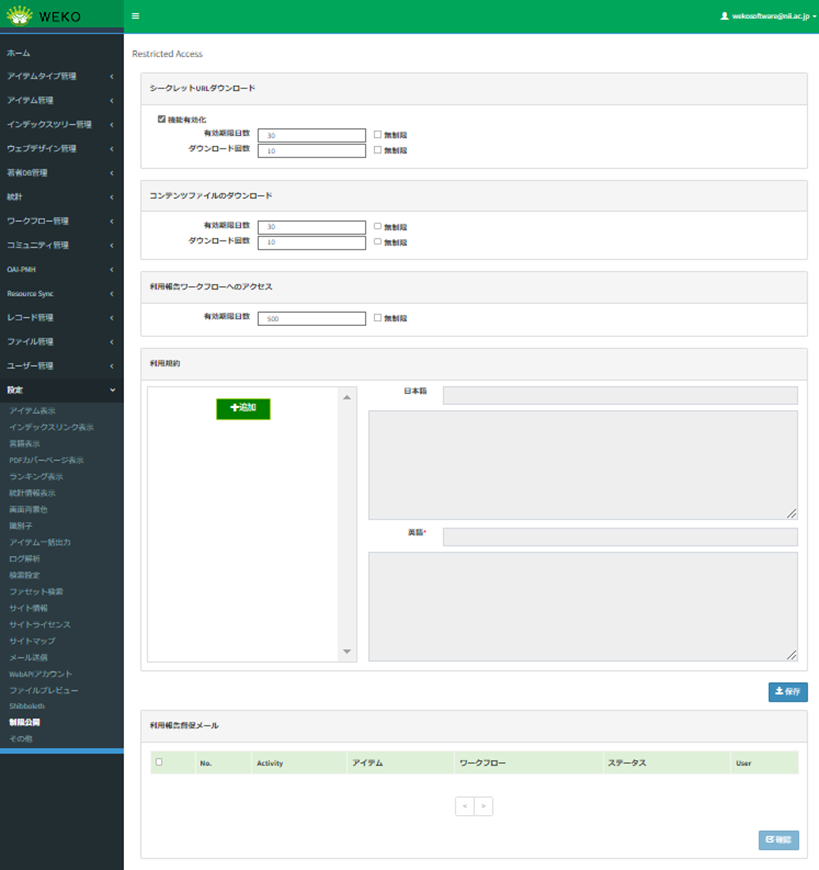 WEKO
wekosoftware@nii.ac.jp
ホーム
アイテムタイプ管理
アイテム管理
インデックスツリー管理
ウェブデザイン管理
著者DB管理
統計
ワークフロー管理
コミュニティ管理
OAI-PMH
Resource Sync
レコード管理
ファイル管理
ユーザー管理
設定
アイテム表示
インデックスリンク表示
言語表示
PDFカバーページ表示
ランキング表示
統計情報表示
画面背景色
識別子
アイテム一括出力
ログ解析
検索設定
ファセット検索
サイト情報
サイトライセンス
サイトマップ
メール送信
WebAPIアカウント
ファイルプレビュー
Shibboleth
制限公開
その他
Restricted Access
シークレットURLダウンロード
機能有効化
有効期限日数 30 無制限
ダウンロード回数 10 無制限
コンテンツファイルのダウンロード
有効期限日数 30 無制限
ダウンロード回数 10 無制限
利用報告ワークフローへのアクセス
有効期限日数 500 無制限
利用規約
+追加
日本語
英語*
保存
利用報告督促メール
No. Activity アイテム ワークフロー ステータス User
< >
確認